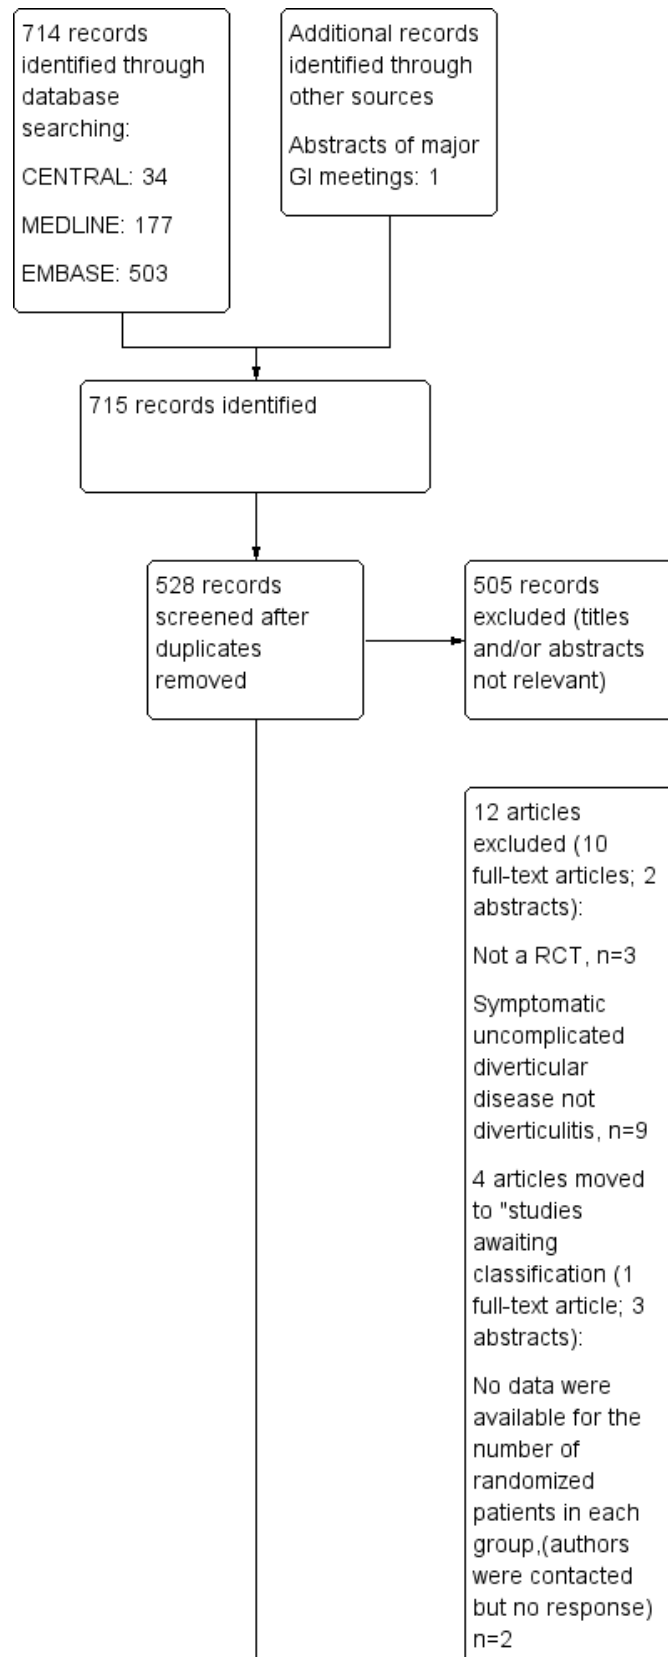 714 records
identified through
database
searching:
CENTRAL: 34
MEDLINE: 177
EMBASE: 503
Additional records
identified through
other sources
Abstracts of major
GI meetings: 1
715 records identified
528 records
screened after
duplicates
removed
505 records
excluded (titles
and/or abstracts
not relevant)
12 articles
excluded (10
full-text articles; 2
abstracts):
Not a RCT, n=3
Symptomatic
uncomplicated
diverticular
disease not
diverticulitis, n=9
4 articles moved
to "studies
awaiting
classification (1
full-text article; 3
abstracts):
No data were
available for the
number of
randomized
patients in each
group,(authors
were contacted
but no response)
n=2